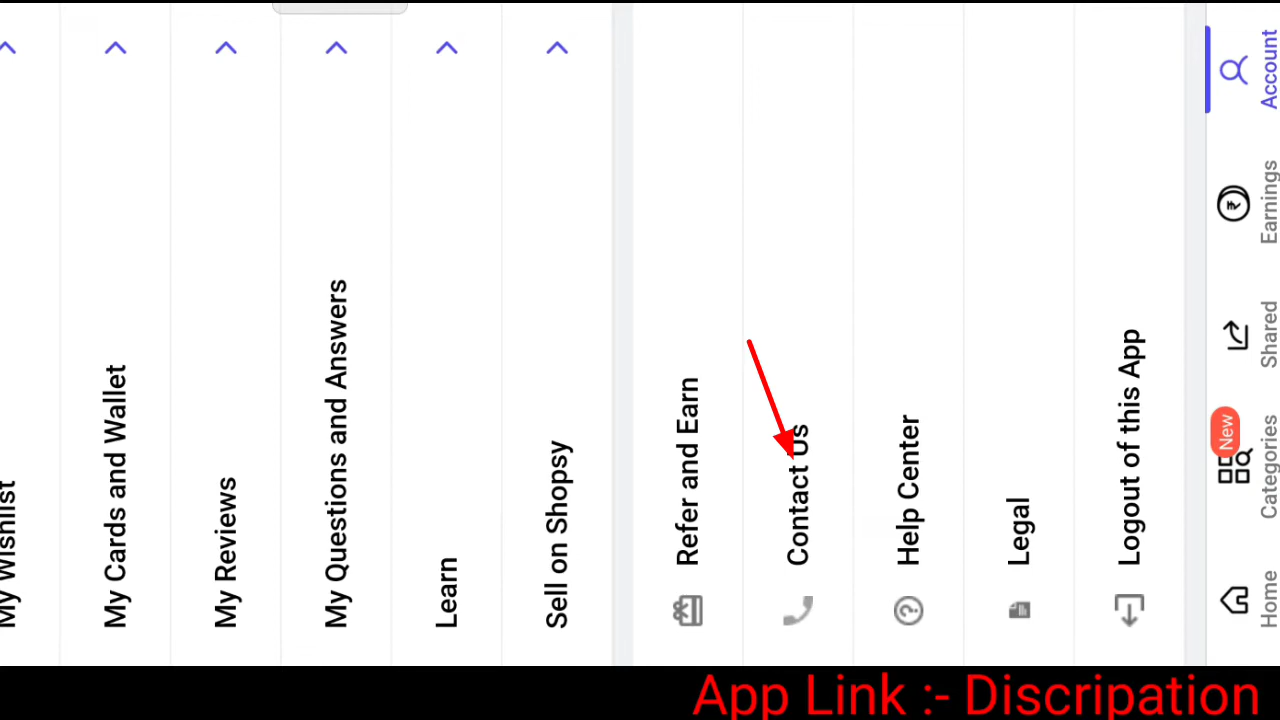 My Wishlist
My Cards and Wallet
My Reviews
My Questions and Answers
Learn
Sell on Shopsy
Refer and Earn
Contact Us
Help Center
Legal
Logout of this App
New
Home
Categories
Shared
Earnings
Account
App Link :- Discripation